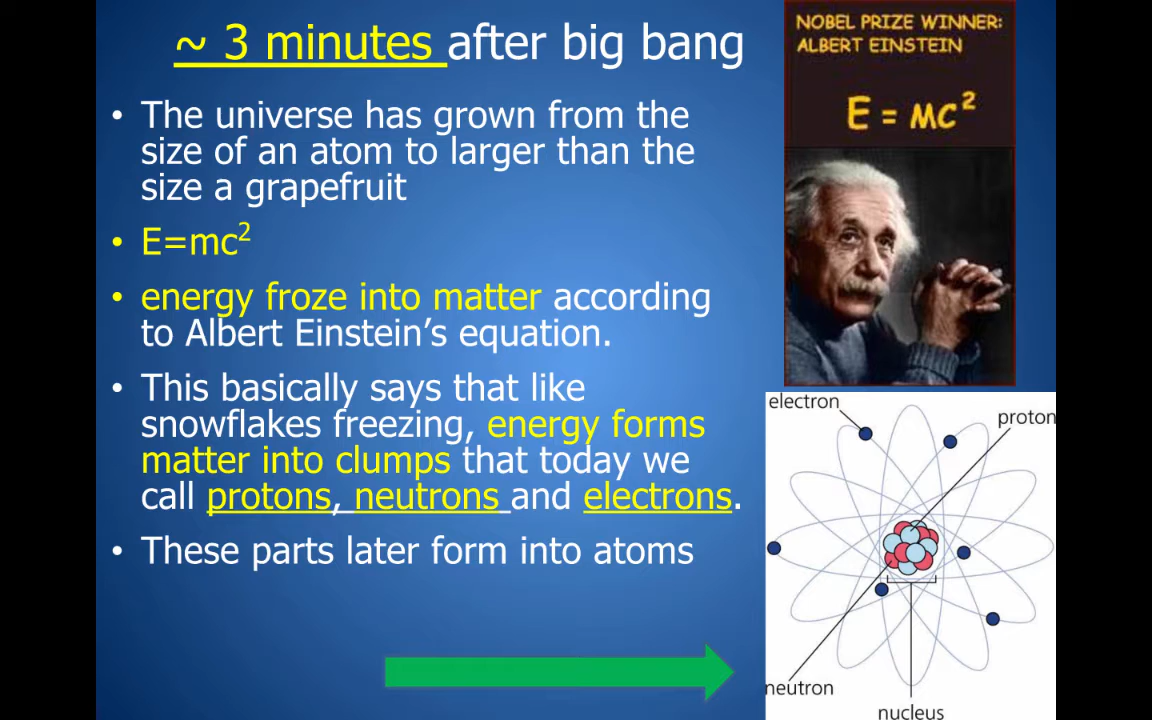 ~ 3 minutes after big bang
• The universe has grown from the
size of an atom to larger than the
size a grapefruit
• E=mc²
• energy froze into matter according
to Albert Einstein’s equation.
• This basically says that like
snowflakes freezing, energy forms
matter into clumps that today we
call protons, neutrons and electrons.
• These parts later form into atoms
NOBEL PRIZE WINNER:
ALBERT EINSTEIN
E = mc²
electron
proton
neutron
nucleus